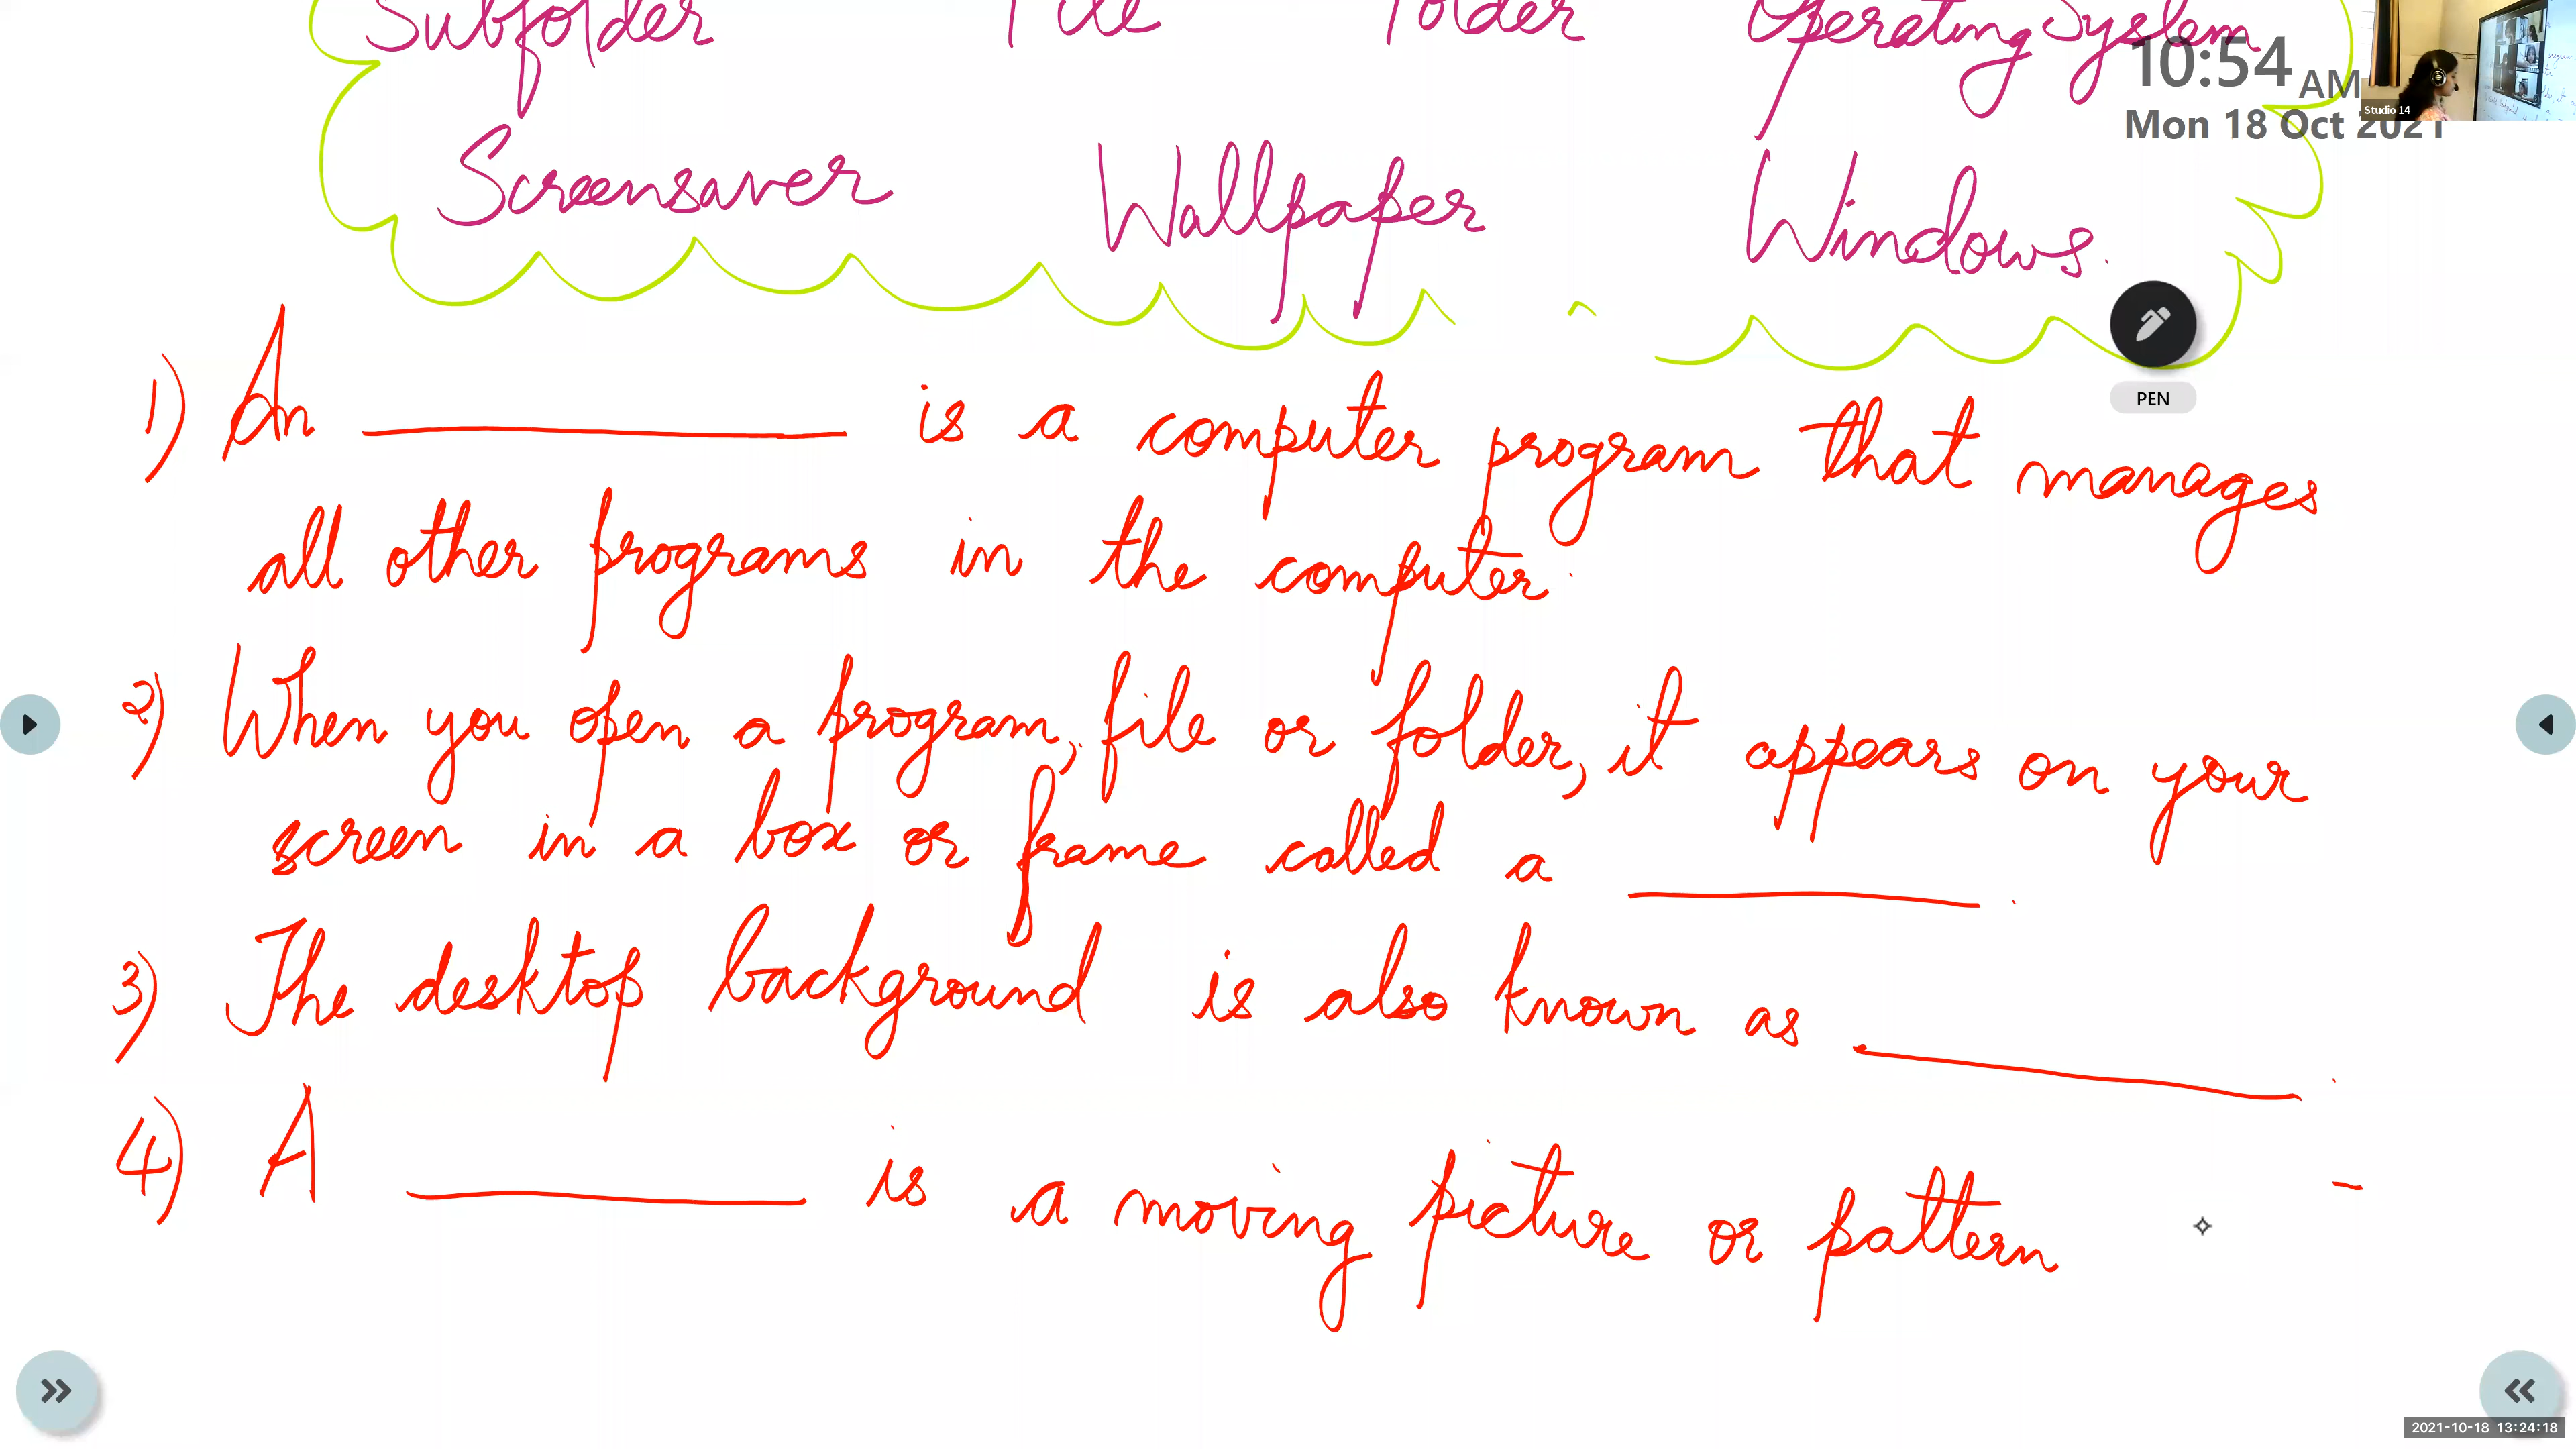 Subfolder File Folder Operating System
10:54 AM
Studio 14
Mon 18 Oct 2021
Screensaver Wallpaper Windows.
PEN
1) An ____________ is a computer program that manages
all other programs in the computer.
2) When you open a program, file or folder, it appears on your
screen in a box or frame called a ____________.
3) The desktop background is also known as ____________.
4) A ____________ is a moving picture or pattern
2021-10-18 13:24:18